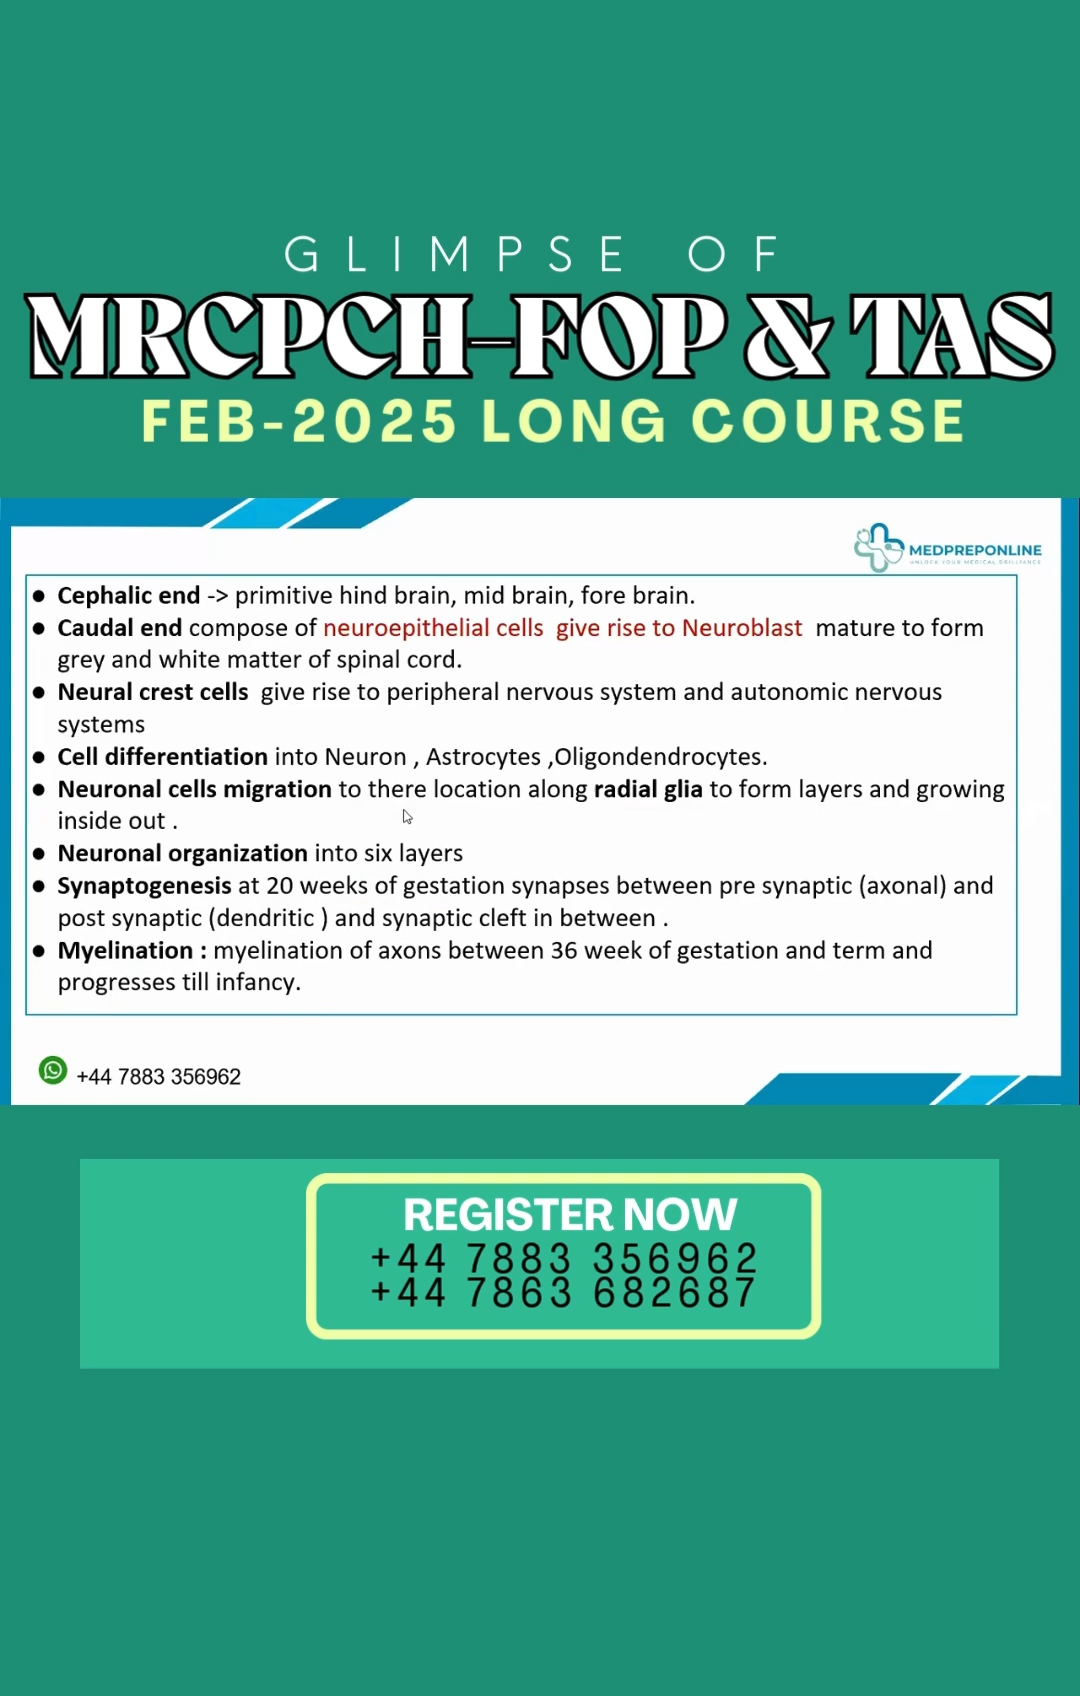 GLIMPSE OF
MRCPCH-FOP & TAS
FEB-2025 LONG COURSE
MEDPREPONLINE
UNLOCK YOUR MEDICAL BRILLIANCE
● Cephalic end -> primitive hind brain, mid brain, fore brain.
● Caudal end compose of neuroepithelial cells give rise to Neuroblast mature to form
grey and white matter of spinal cord.
● Neural crest cells give rise to peripheral nervous system and autonomic nervous
systems
● Cell differentiation into Neuron , Astrocytes ,Oligondendrocytes.
● Neuronal cells migration to there location along radial glia to form layers and growing
inside out .
● Neuronal organization into six layers
● Synaptogenesis at 20 weeks of gestation synapses between pre synaptic (axonal) and
post synaptic (dendritic ) and synaptic cleft in between .
● Myelination : myelination of axons between 36 week of gestation and term and
progresses till infancy.
+44 7883 356962
REGISTER NOW
+44 7883 356962
+44 7863 682687